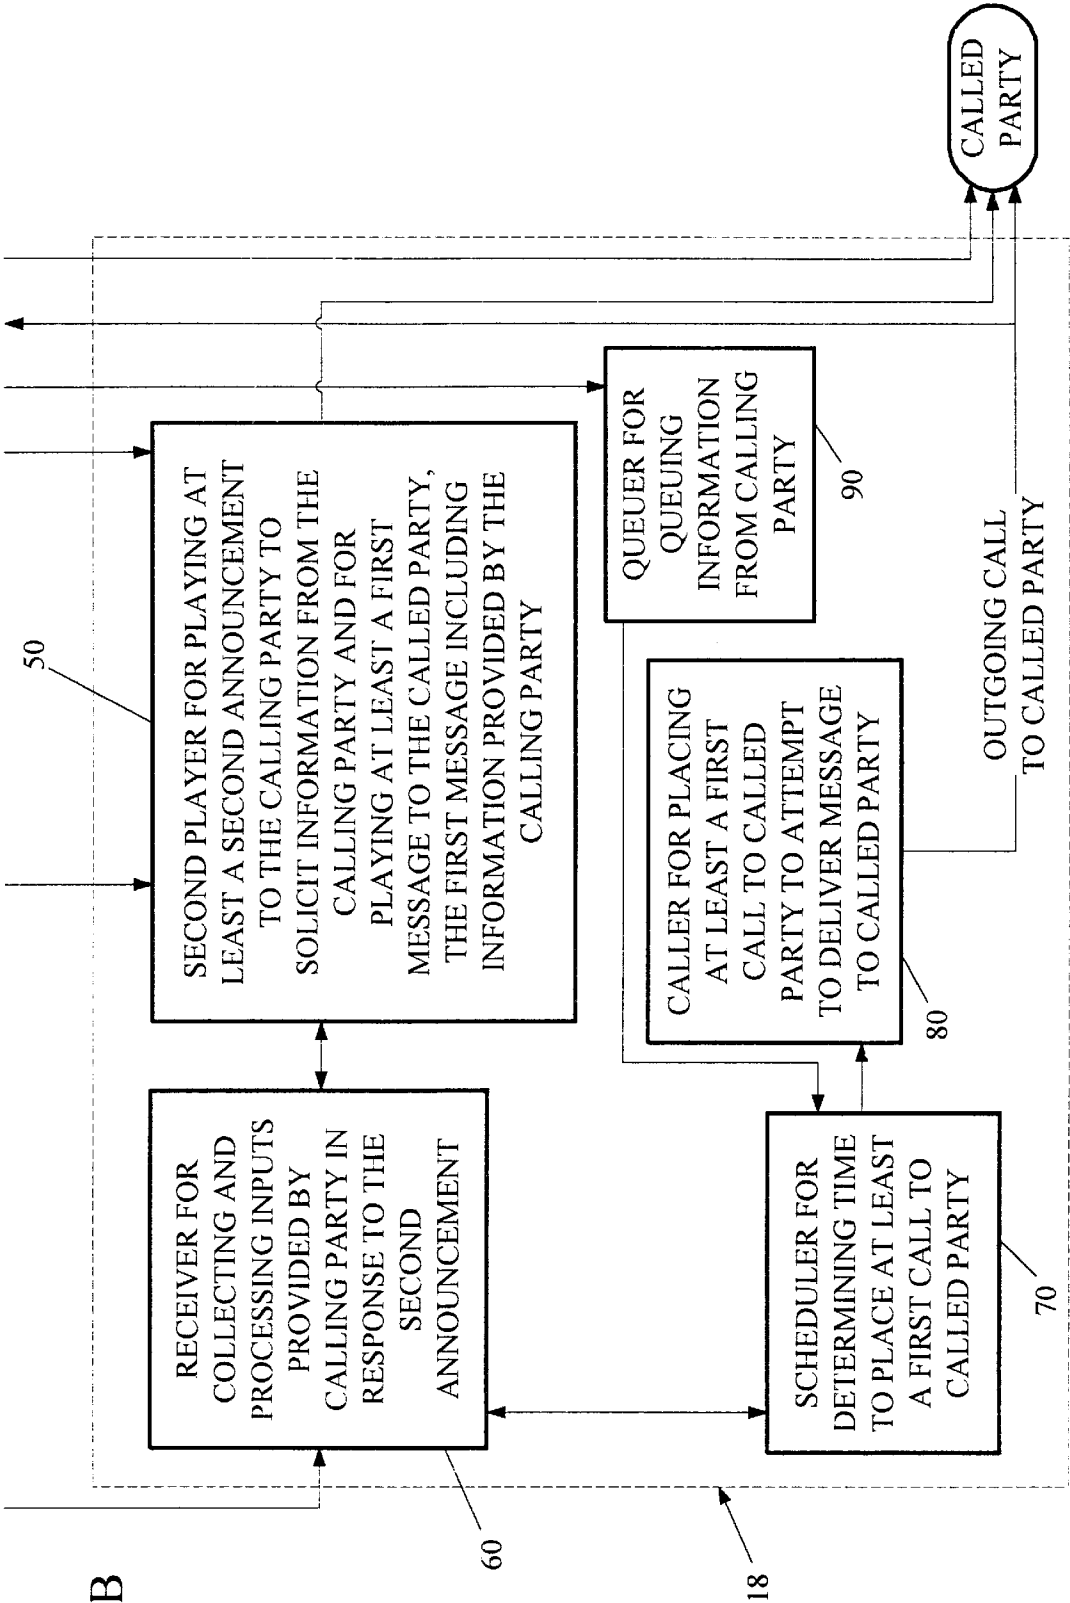 B
50
SECOND PLAYER FOR PLAYING AT
LEAST A SECOND ANNOUNCEMENT
TO THE CALLING PARTY TO
SOLICIT INFORMATION FROM THE
CALLING PARTY AND FOR
PLAYING AT LEAST A FIRST
MESSAGE TO THE CALLED PARTY,
THE FIRST MESSAGE INCLUDING
INFORMATION PROVIDED BY THE
CALLING PARTY
RECEIVER FOR
COLLECTING AND
PROCESSING INPUTS
PROVIDED BY
CALLING PARTY IN
RESPONSE TO THE
SECOND
ANNOUNCEMENT
60
QUEUER FOR
QUEUING
INFORMATION
FROM CALLING
PARTY
90
CALLER FOR PLACING
AT LEAST A FIRST
CALL TO CALLED
PARTY TO ATTEMPT
TO DELIVER MESSAGE
TO CALLED PARTY
80
SCHEDULER FOR
DETERMINING TIME
TO PLACE AT LEAST
A FIRST CALL TO
CALLED PARTY
70
18
OUTGOING CALL
TO CALLED PARTY
CALLED
PARTY